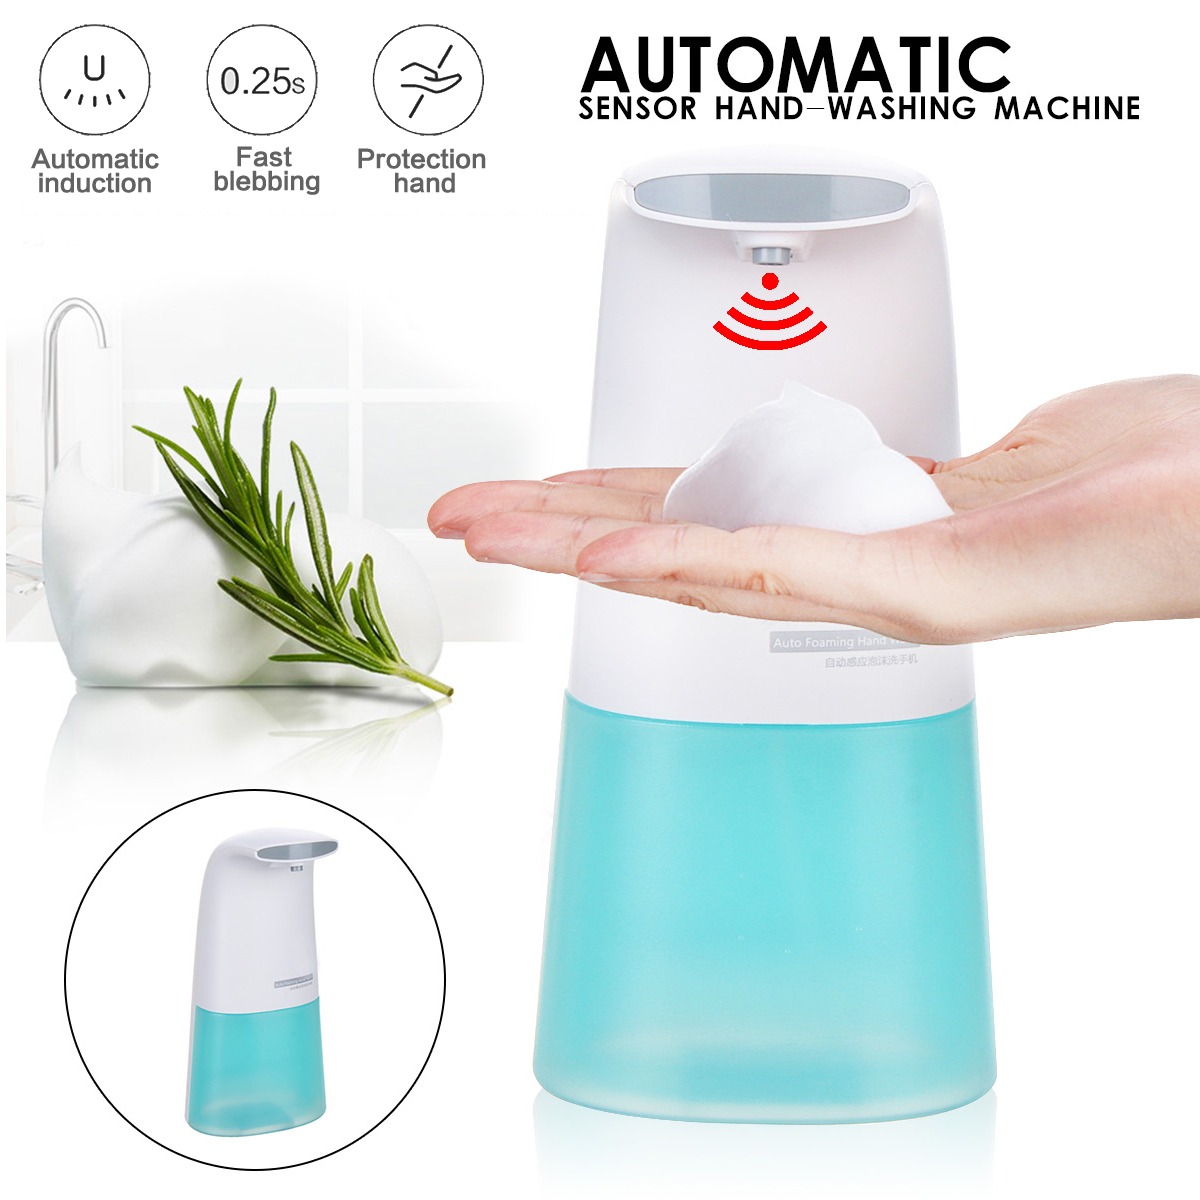 0.25s
Automatic
induction
Fast
blebbing
Protection
hand
AUTOMATIC
SENSOR HAND-WASHING MACHINE
Auto Foaming Hand
自动感应泡沫洗手机